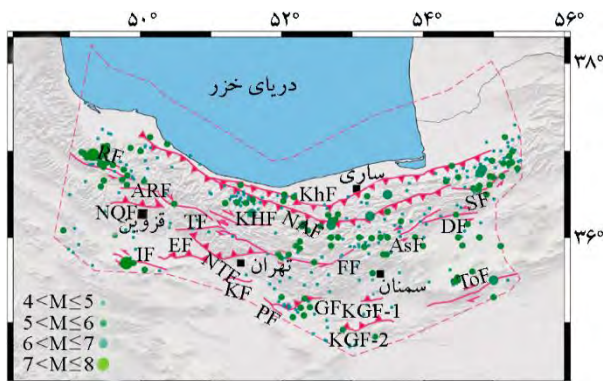 ۵۰° ۵۲° ۵۴° ۵۶°
۳۸°
دریای خزر
RF
ساری
KhF
ARF
SF
NQF
KHF
NAF
قزوین
TF
DF
AsF
۳۶°
EF
IF
تهران
FF
NTF
سمنان
ToF
KF
PF
GF
KGF-1
KGF-2
4<M≤5
5<M≤6
6<M≤7
7<M≤8